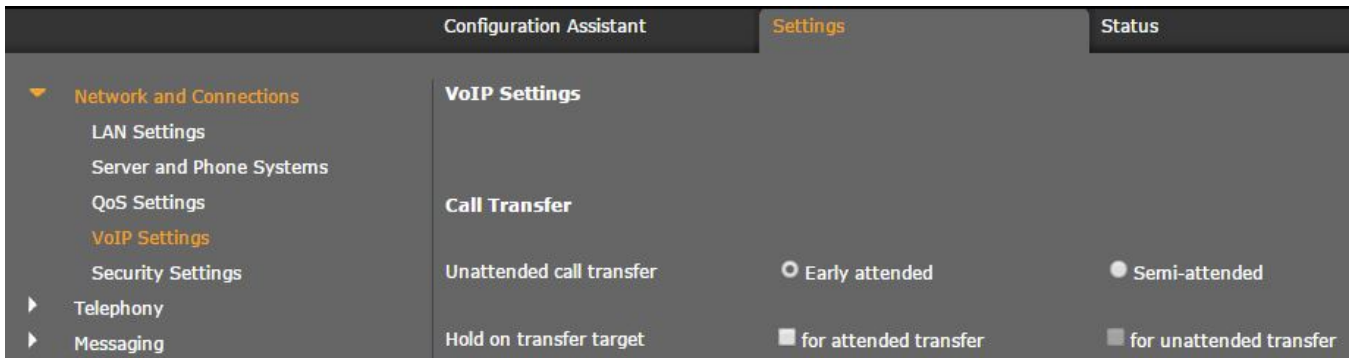 Configuration Assistant Settings Status
Network and Connections
LAN Settings
Server and Phone Systems
QoS Settings
VoIP Settings
Security Settings
Telephony
Messaging
VoIP Settings
Call Transfer
Unattended call transfer Early attended Semi-attended
Hold on transfer target for attended transfer for unattended transfer